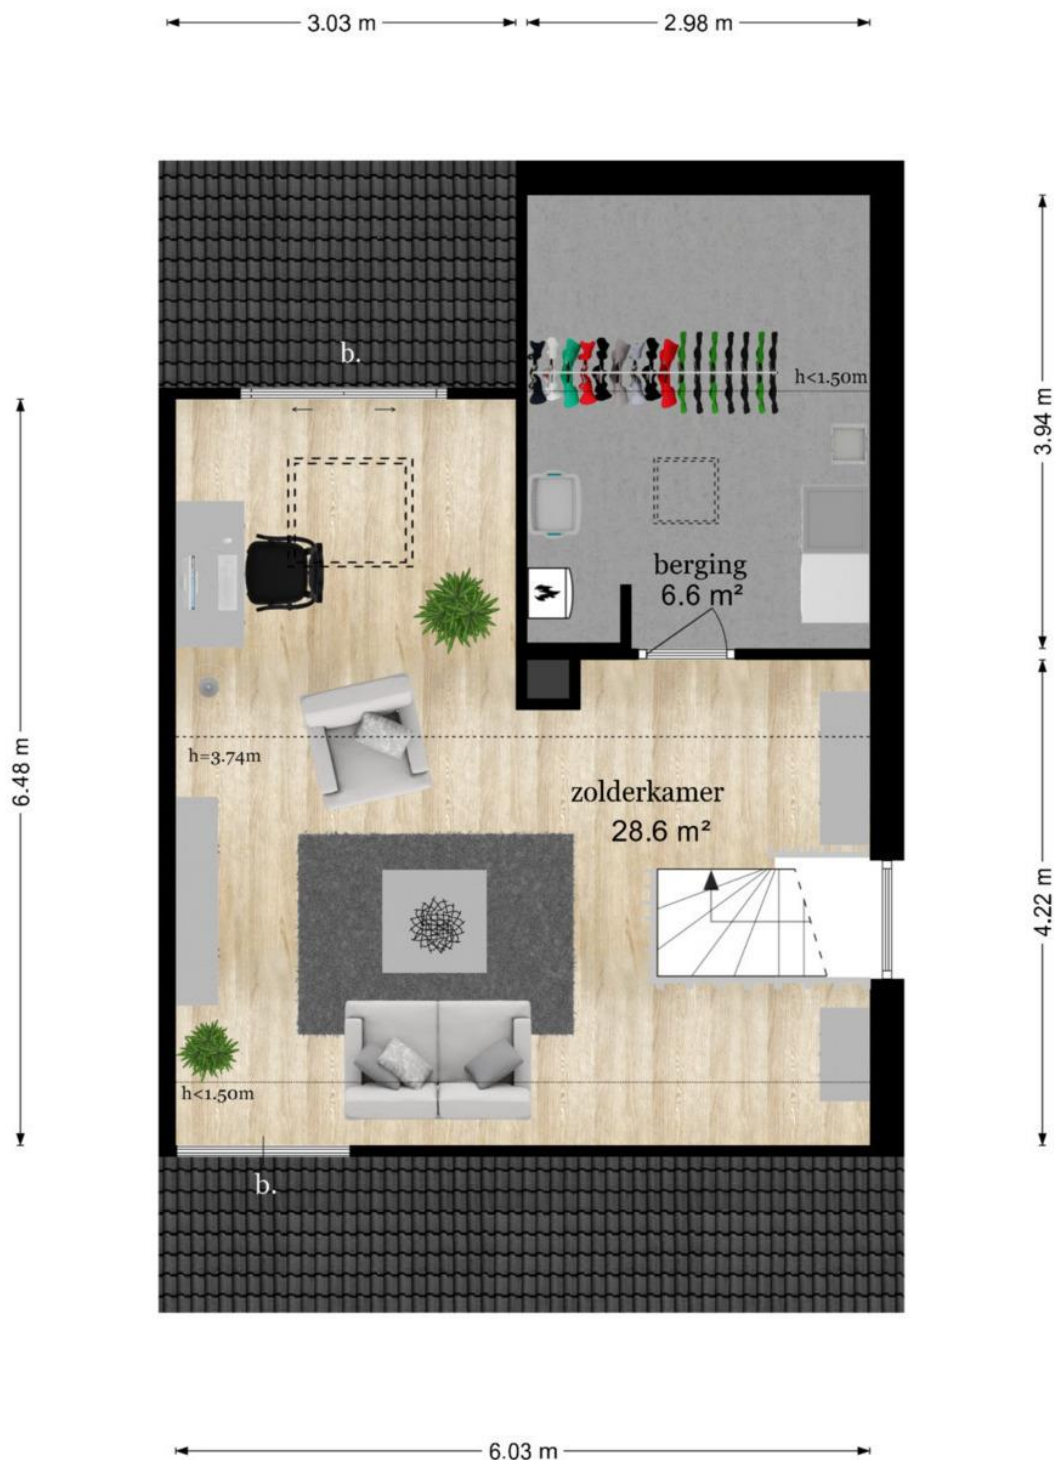 3.03 m
2.98 m
b.
h<1.50m
3.94 m
berging
6.6 m²
6.48 m
h=3.74m
zolderkamer
28.6 m²
4.22 m
h<1.50m
b.
6.03 m